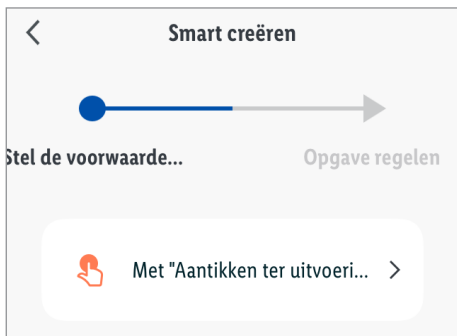 Smart creëren
Stel de voorwaarde... Opgave regelen
Met "Aantikken ter uitvoeri...